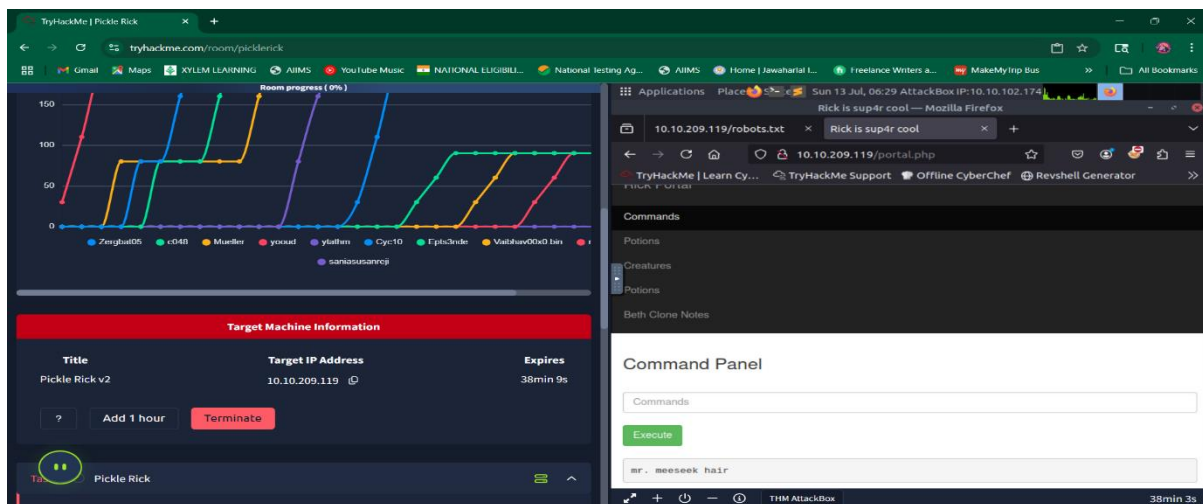 TryHackMe | Pickle Rick
tryhackme.com/room/picklerick
Gmail Maps XYLEM LEARNING AIIMS YouTube Music NATIONAL ELIGIBILI... National Testing Ag... AIIMS Home | Jawaharlal I... Freelance Writers a... MakeMyTrip Bus » All Bookmarks
Room progress ( 0% )
150
100
50
0
Zergbat05 c048 Mueller yooud ylathm Cyc10 Epts3nde Vaibhav00x0.bin
saniasusanreji
Target Machine Information
Title Target IP Address Expires
Pickle Rick v2 10.10.209.119 38min 9s
? Add 1 hour Terminate
Pickle Rick
Applications Sun 13 Jul, 06:29 AttackBox IP:10.10.102.174
Rick is sup4r cool — Mozilla Firefox
10.10.209.119/robots.txt Rick is sup4r cool
10.10.209.119/portal.php
TryHackMe | Learn Cy... TryHackMe Support Offline CyberChef Revshell Generator »
Rick Portal
Commands
Potions
Creatures
Potions
Beth Clone Notes
Command Panel
Commands
Execute
mr. meeseek hair
THM AttackBox 38min 3s